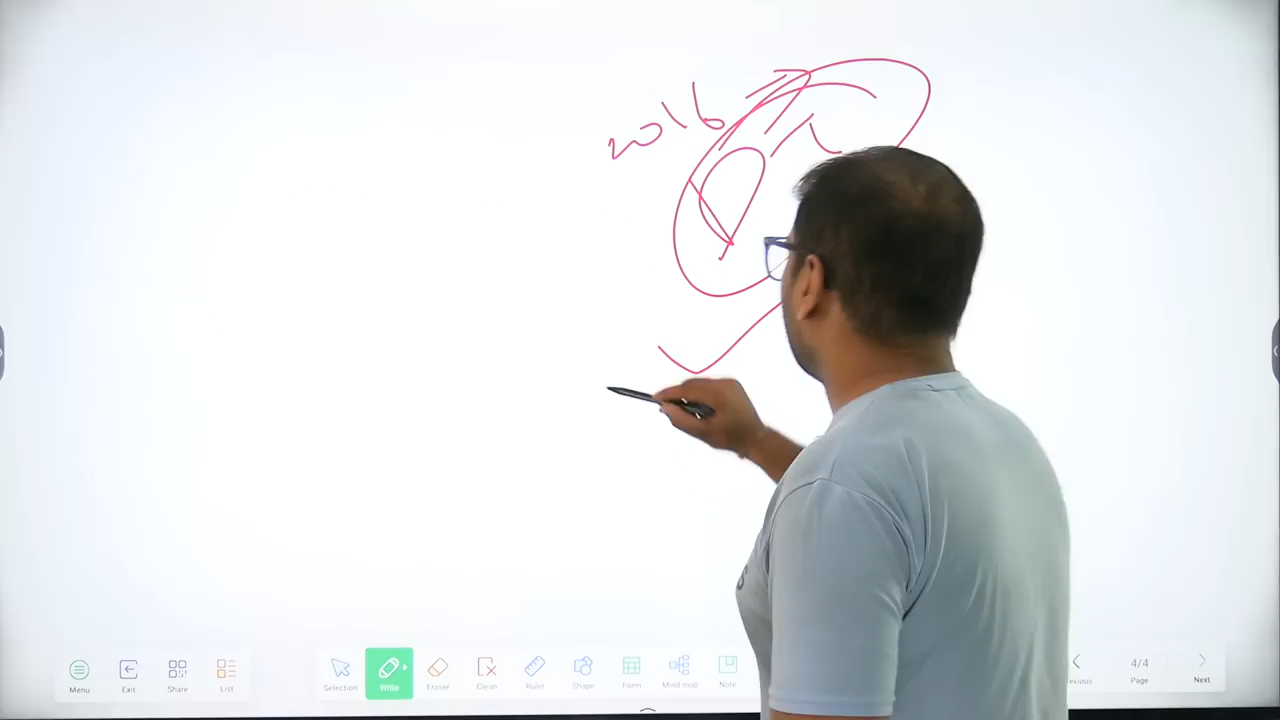 2016
Menu
Exit
Share
List
Selection
Write
Eraser
Clean
Ruler
Shape
Form
Mind map
Note
evious
4/4
Page
Next